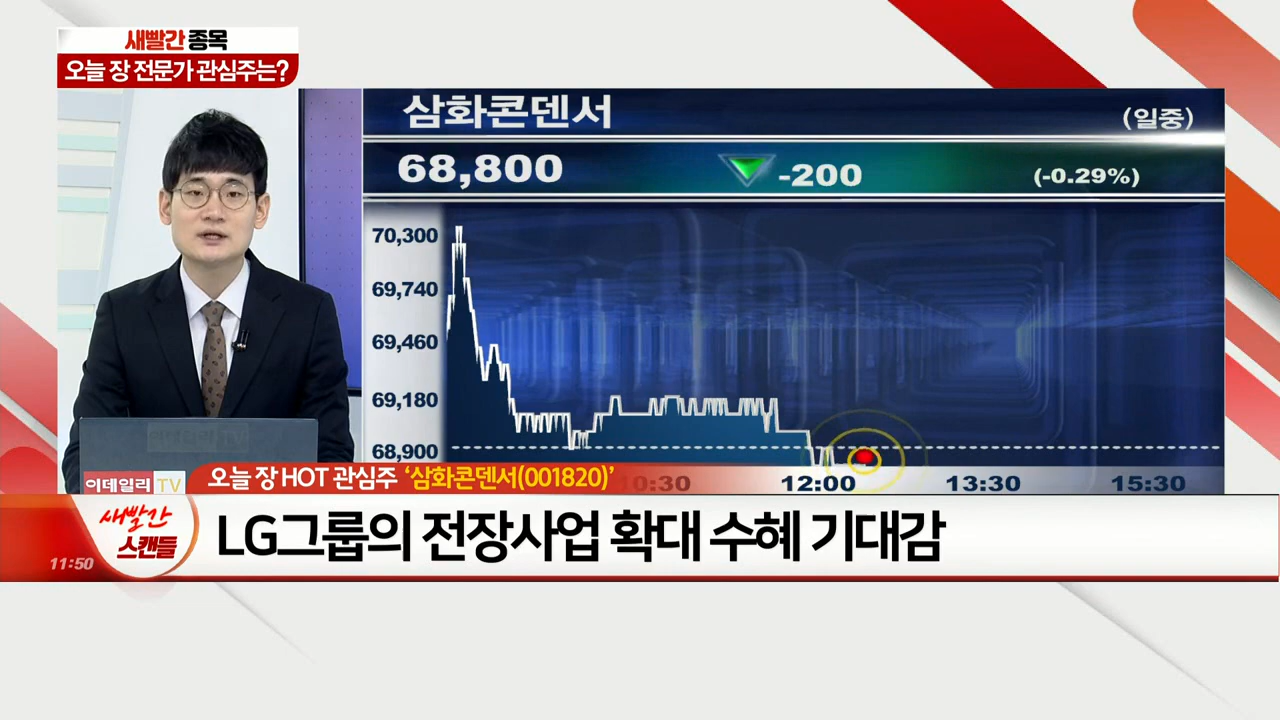 새빨간 종목
오늘 장 전문가 관심주는?
삼화콘덴서
(일중)
68,800
-200
(-0.29%)
70,300
69,740
69,460
69,180
68,900
10:30
12:00
13:30
15:30
이데일리 TV
오늘 장 HOT 관심주 ‘삼화콘덴서(001820)’
새빨간
스캔들
11:50
LG그룹의 전장사업 확대 수혜 기대감